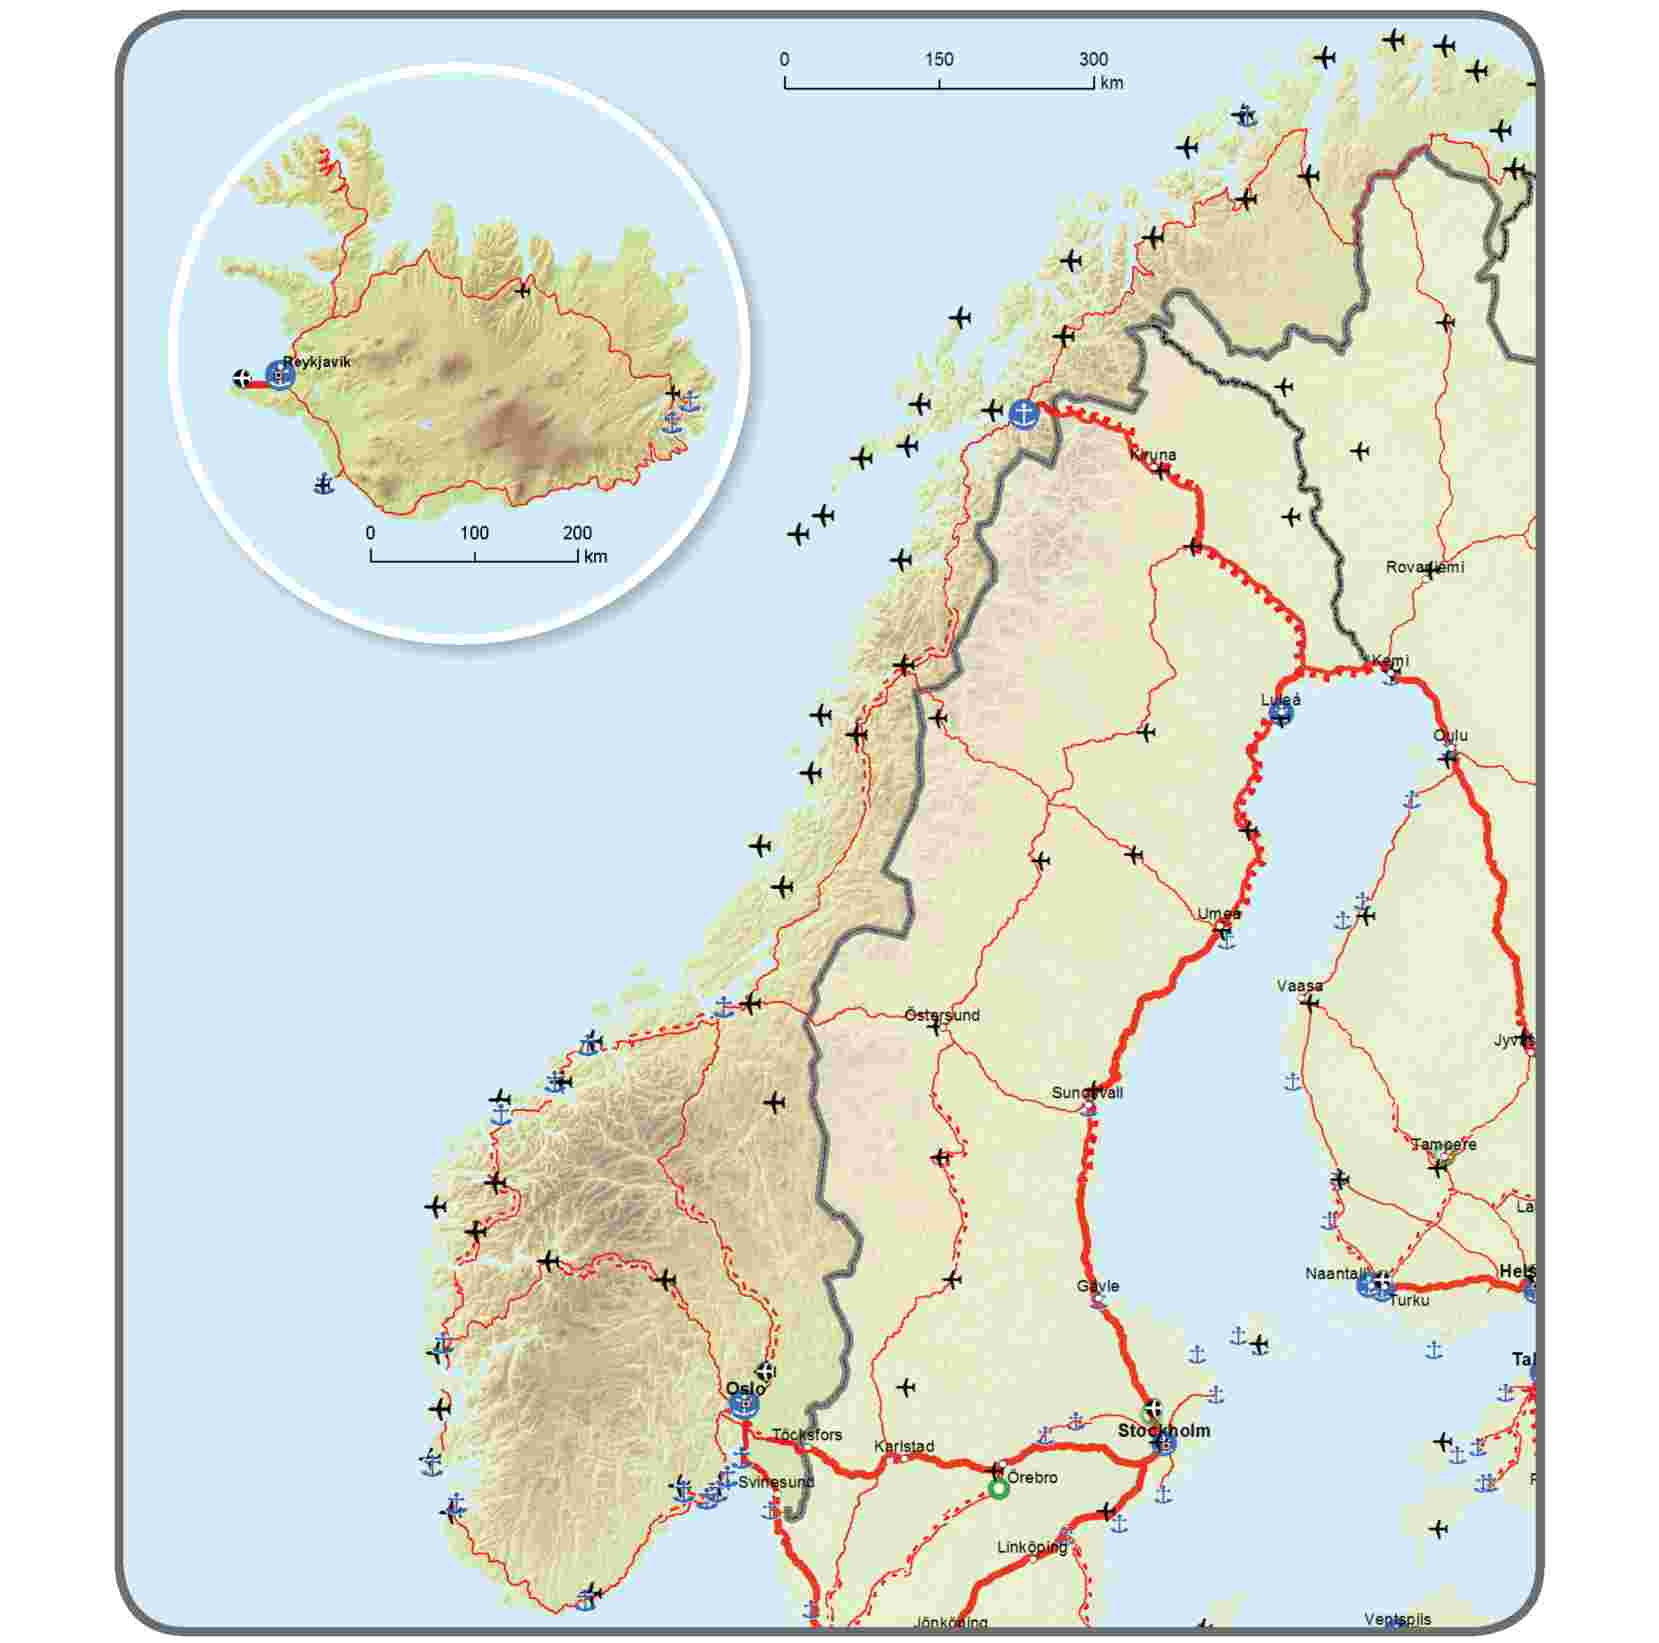 0 150 300
km
Reykjavik
0 100 200
km
Kiruna
Rovaniemi
Kemi
Luleå
Oulu
Umeå
Vaasa
Östersund
Sundsvall
Tampere
Naantali
Turku
Gävle
Oslo
Stockholm
Töcksfors
Karlstad
Örebro
Svinesund
Linköping
Jönköping
Ventspils